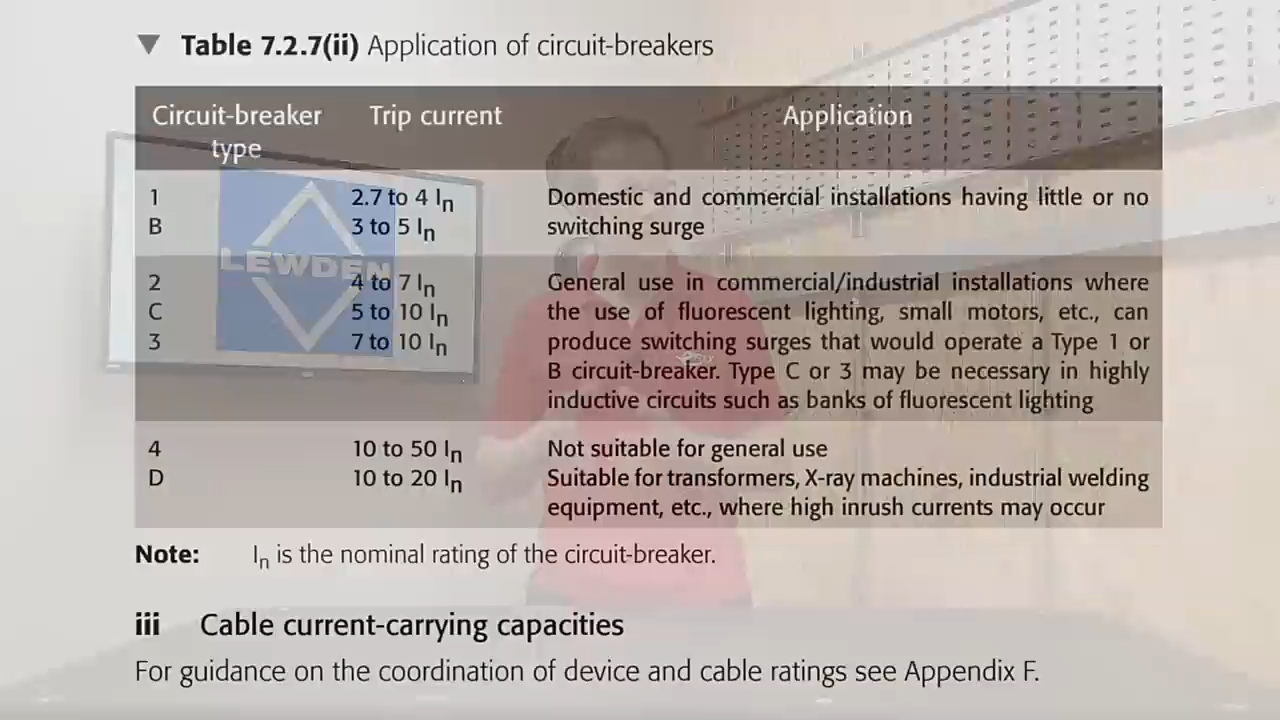 ▼ Table 7.2.7(ii) Application of circuit-breakers
Circuit-breaker type Trip current Application
1 2.7 to 4 In Domestic and commercial installations having little or no
B 3 to 5 In switching surge
LEWDEN
2 4 to 7 In General use in commercial/industrial installations where
C 5 to 10 In the use of fluorescent lighting, small motors, etc., can
3 7 to 10 In produce switching surges that would operate a Type 1 or
B circuit-breaker. Type C or 3 may be necessary in highly
inductive circuits such as banks of fluorescent lighting
4 10 to 50 In Not suitable for general use
D 10 to 20 In Suitable for transformers, X-ray machines, industrial welding
equipment, etc., where high inrush currents may occur
Note: In is the nominal rating of the circuit-breaker.
iii Cable current-carrying capacities
For guidance on the coordination of device and cable ratings see Appendix F.